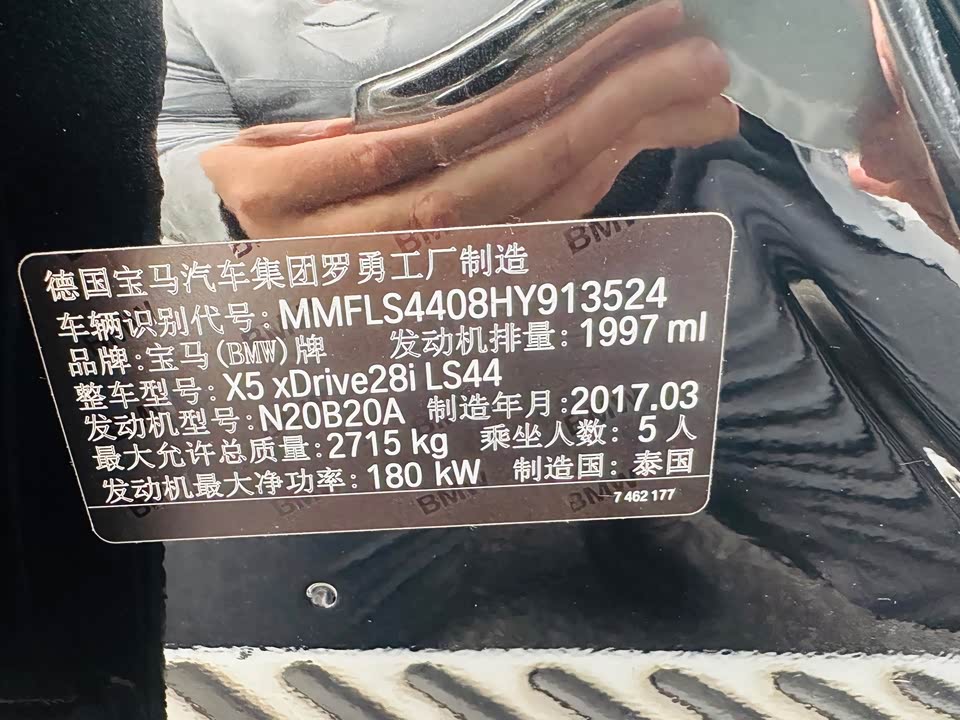 德国宝马汽车集团罗勇工厂制造
车辆识别代号: MMFLS4408HY913524
品牌:宝马(BMW)牌 发动机排量: 1997 ml
整车型号: X5 xDrive28i LS44
发动机型号: N20B20A 制造年月:2017.03
最大允许总质量: 2715 kg 乘坐人数: 5 人
发动机最大净功率: 180 kW 制造国: 泰国
7 462 177